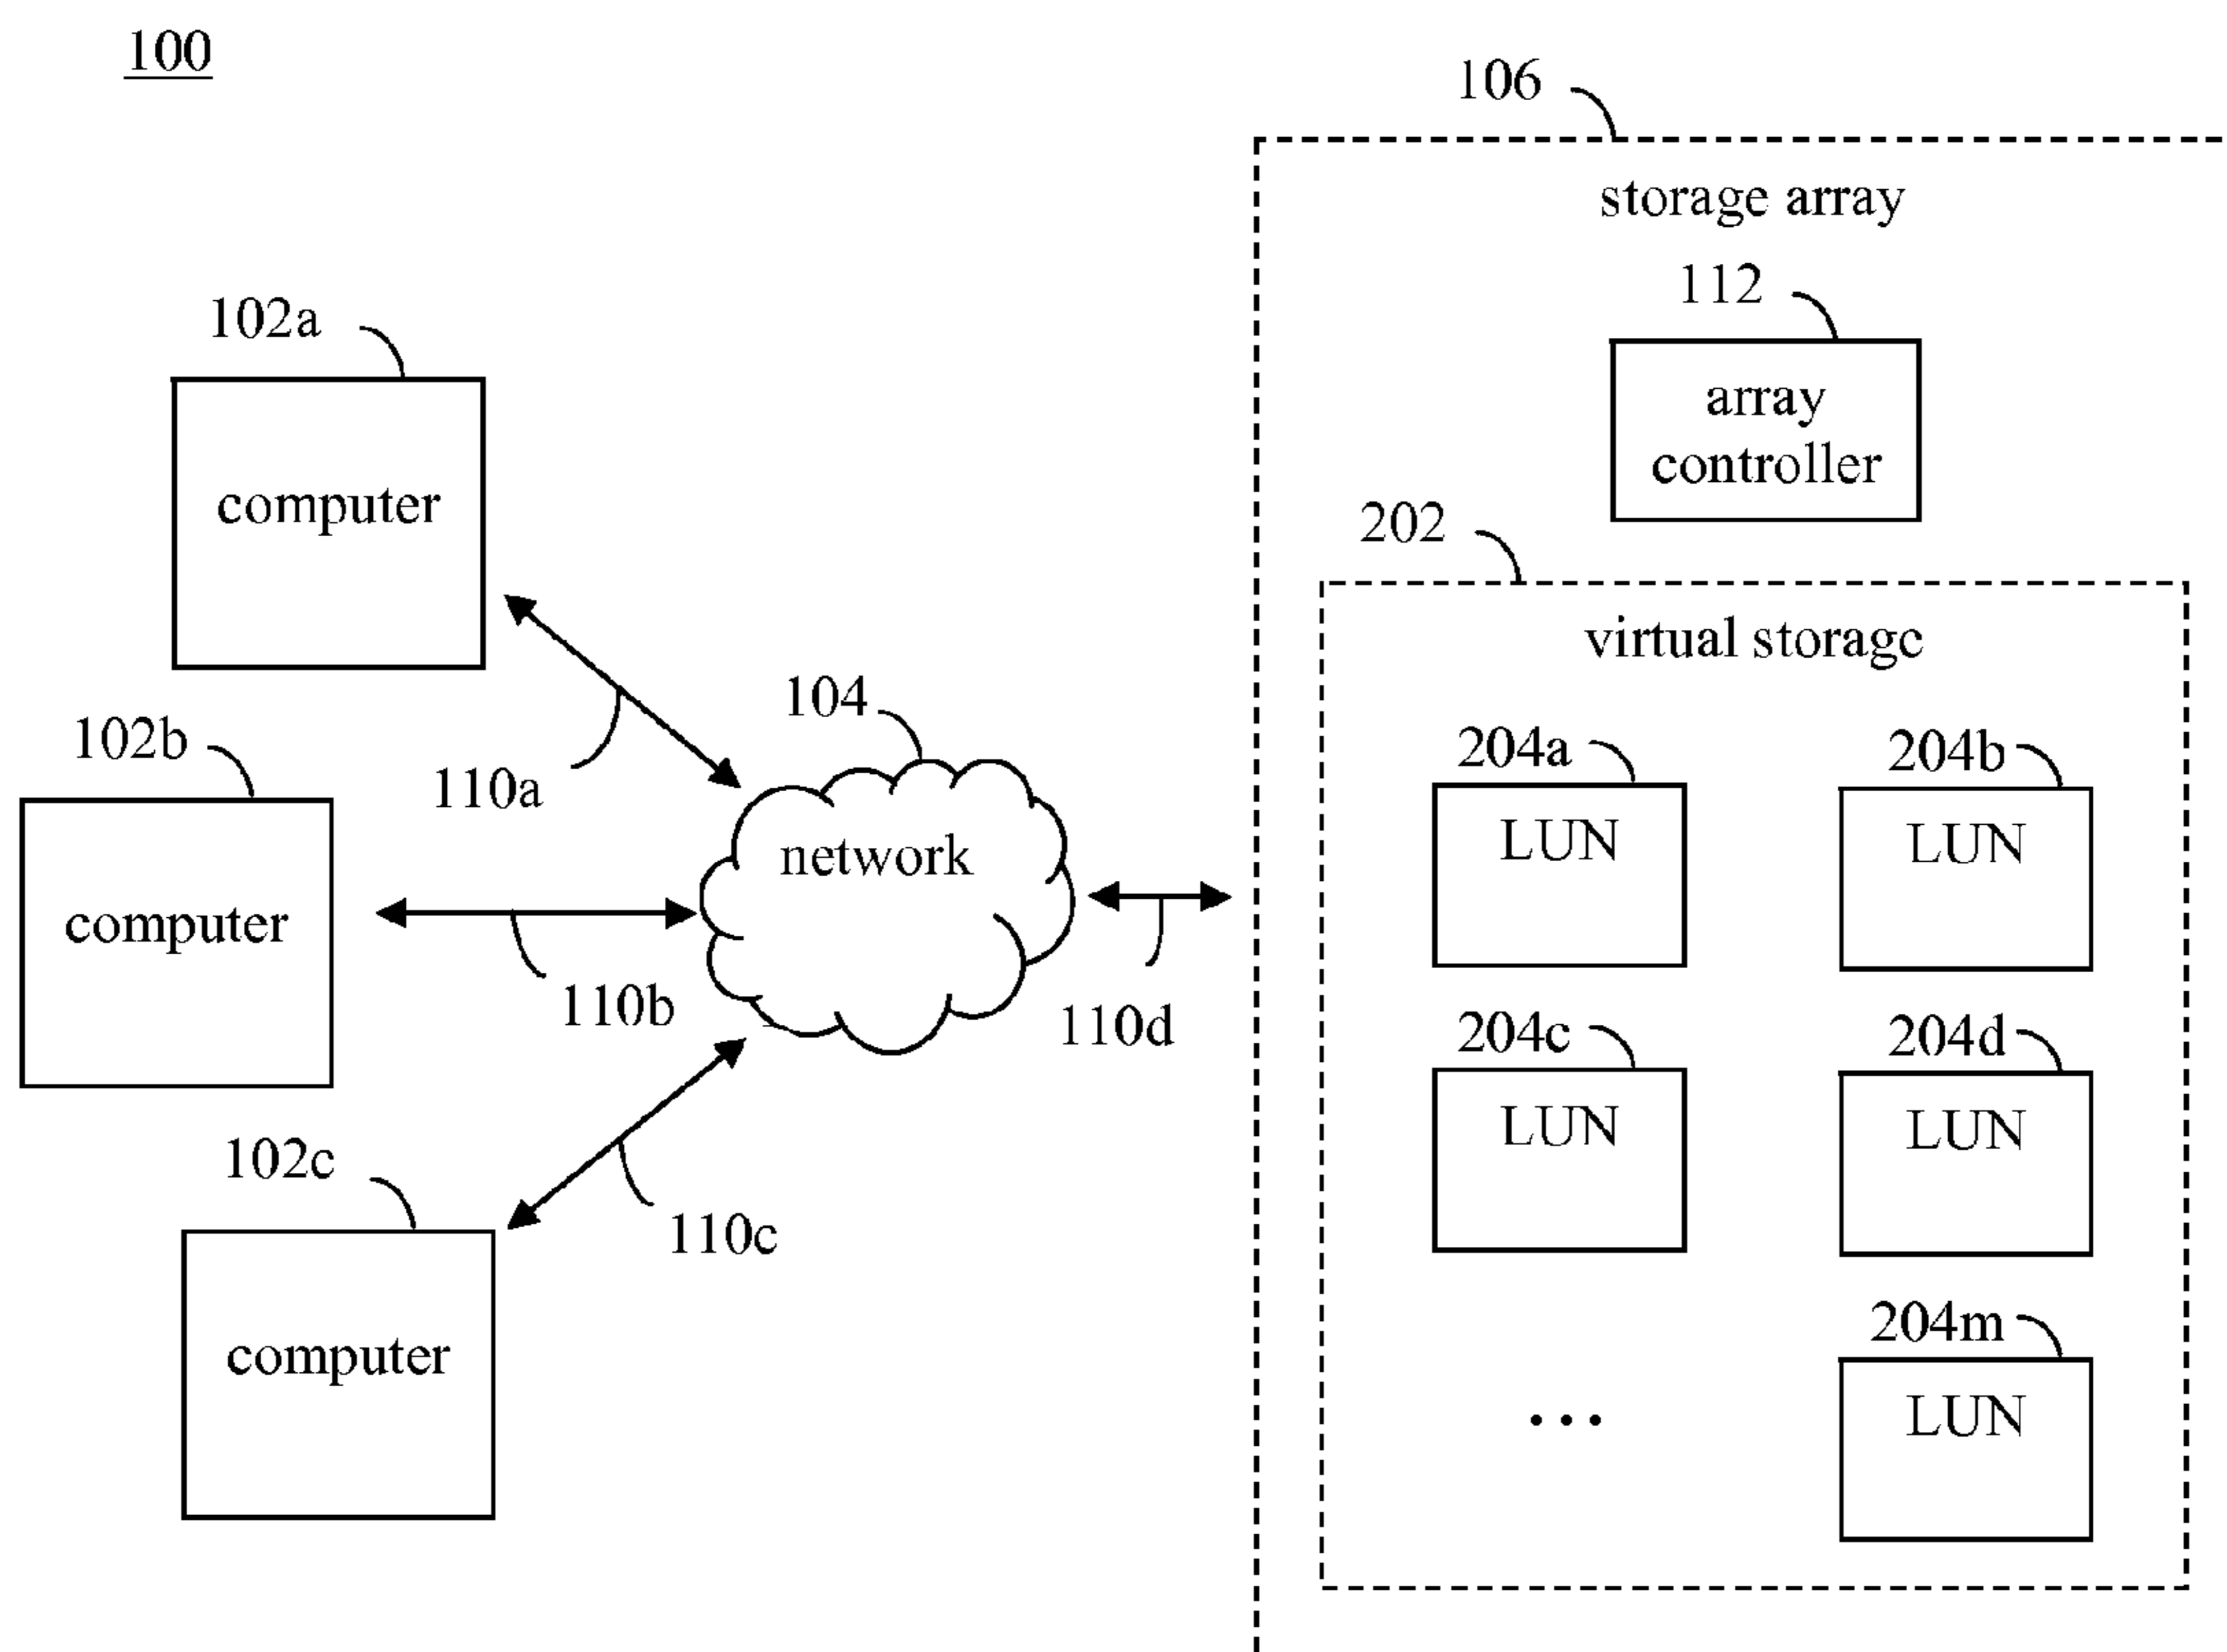 100
106
storage array
112
array
controller
102a
computer
202
virtual storage
102b
computer
110a
104
network
110b
110d
204a
LUN
204b
LUN
204c
LUN
204d
LUN
102c
computer
110c
204m
LUN
...